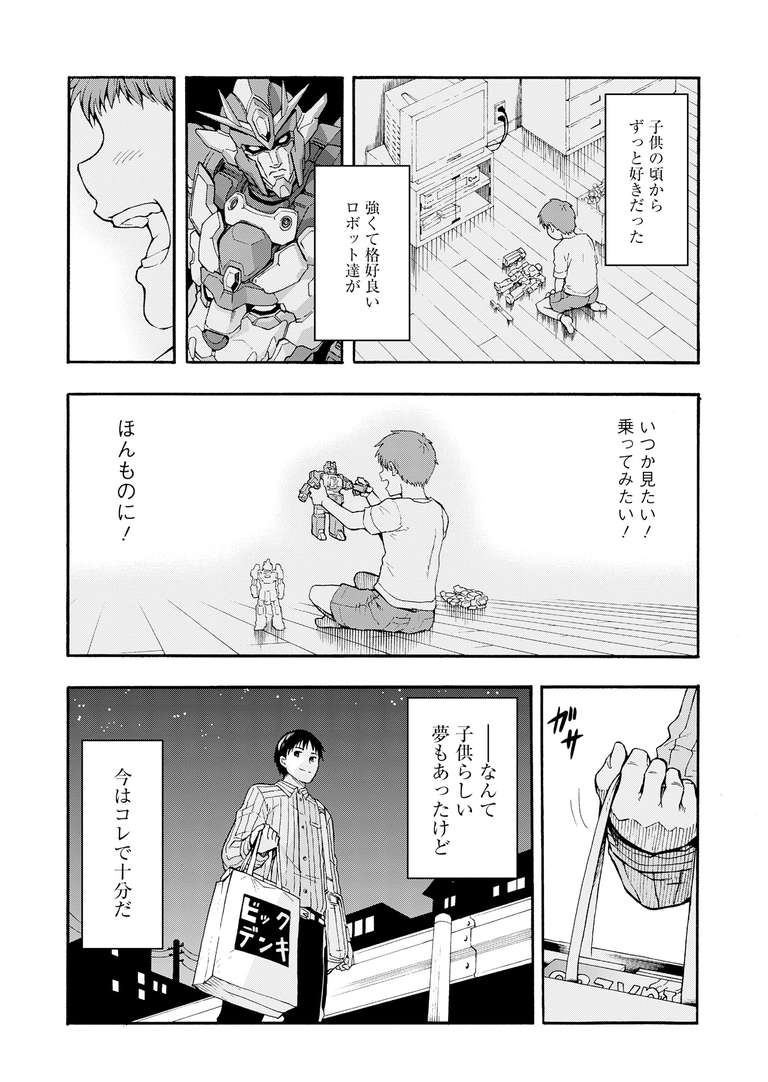 子供の頃から
ずっと好きだった
強くて格好良い
ロボット達が
いつか見たい！
乗ってみたい！
ほんものに！
ガサ
──なんて
子供らしい
夢もあったけど
今はコレで十分だ
ビック
デンキ